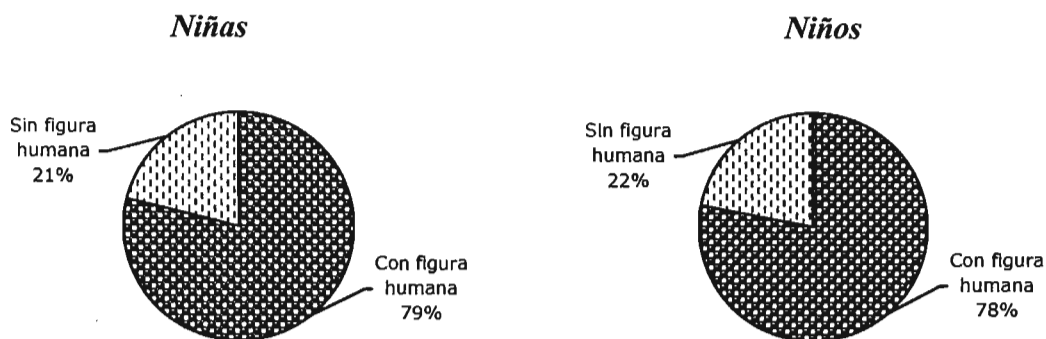 Niñas
Niños
Sin figura
humana
21%
Con figura
humana
79%
Sin figura
humana
22%
Con figura
humana
78%